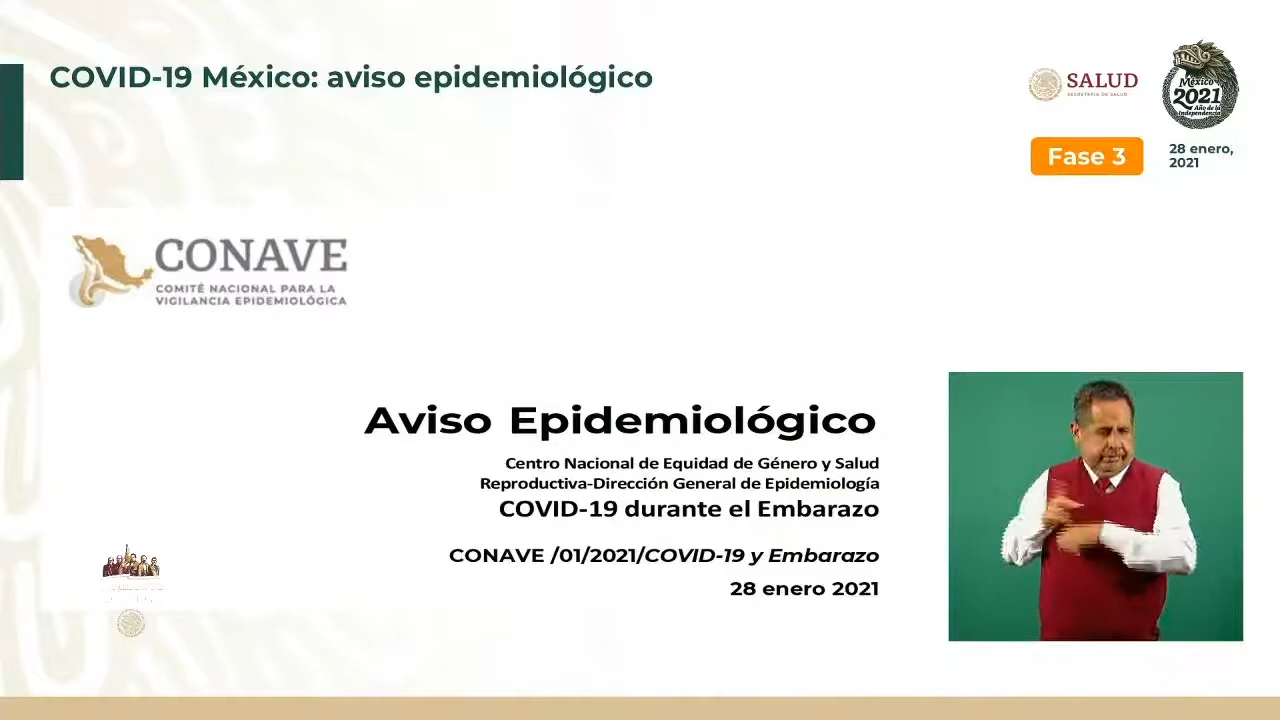 COVID-19 México: aviso epidemiológico
SALUD
SECRETARÍA DE SALUD
México
2021
Año de la
Independencia
Fase 3
28 enero,
2021
CONAVE
COMITÉ NACIONAL PARA LA
VIGILANCIA EPIDEMIOLÓGICA
Aviso Epidemiológico
Centro Nacional de Equidad de Género y Salud
Reproductiva-Dirección General de Epidemiología
COVID-19 durante el Embarazo
CONAVE /01/2021/COVID-19 y Embarazo
28 enero 2021